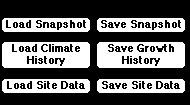 Load Snapshot
Save Snapshot
Load Climate
History
Save Growth
History
Load Site Data
Save Site Data